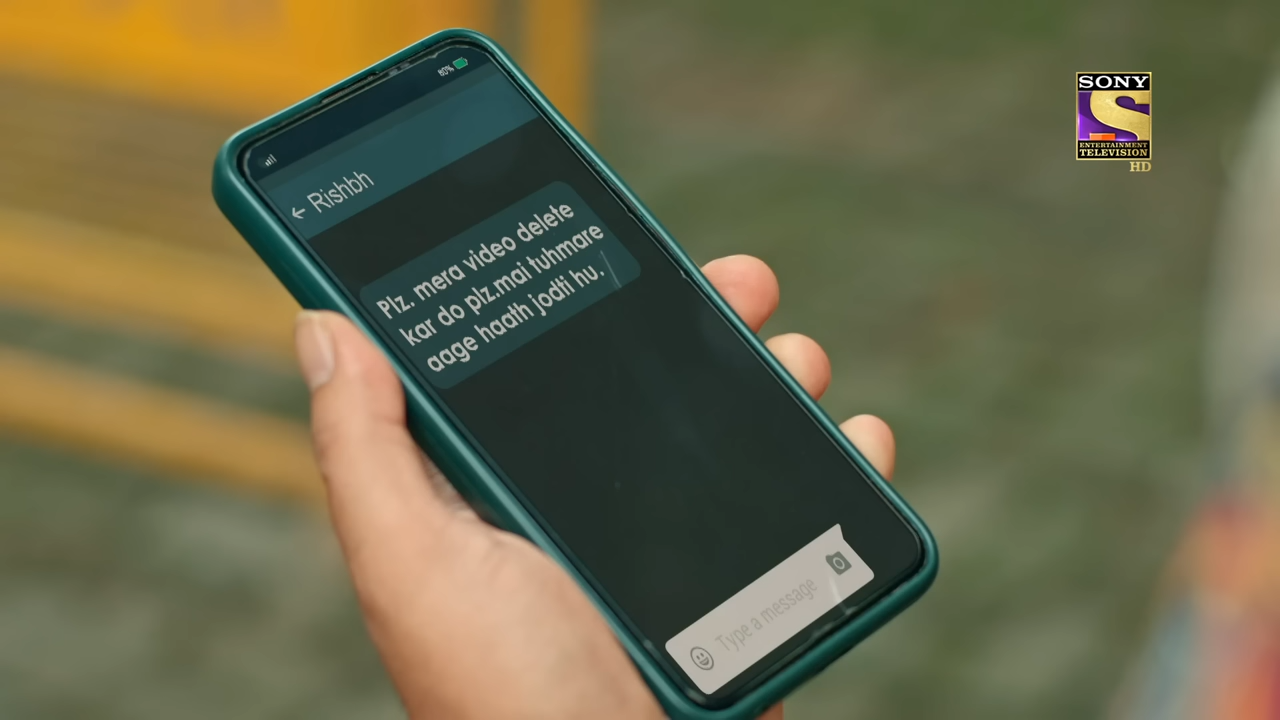 80%
← Rishbh
Plz. mera video delete
kar do plz.mai tuhmare
aage haath jodti hu.
Type a message
SONY
ENTERTAINMENT
TELEVISION
HD